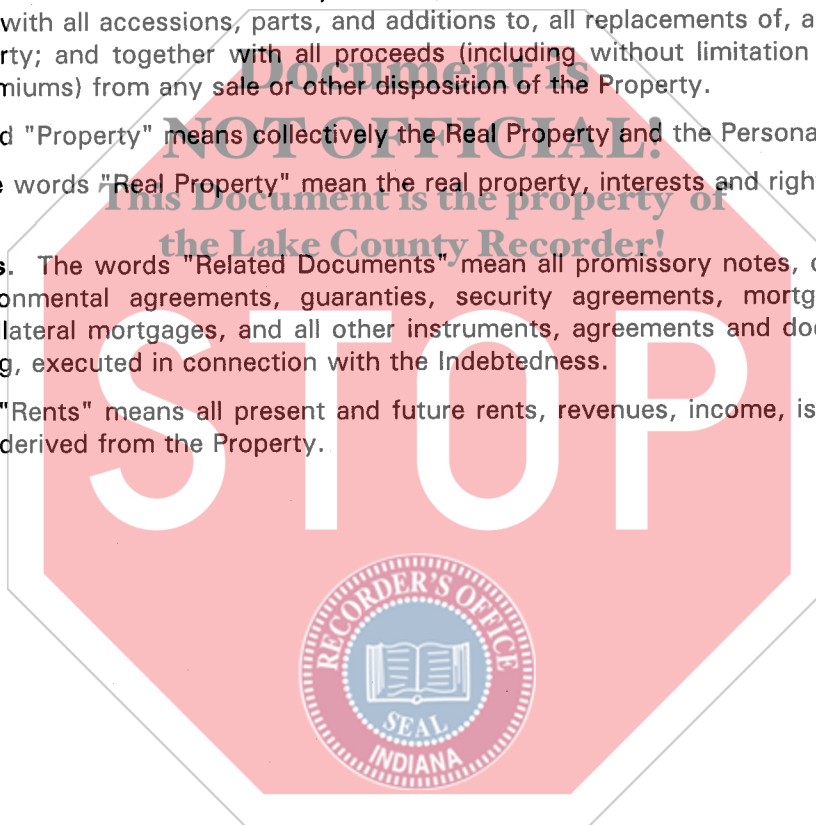 with all accessions, parts, and additions to, all replacements of, a
rty; and together with all proceeds (including without limitation
miums) from any sale or other disposition of the Property.
Document is
d "Property" means collectively the Real Property and the Persona
NOT OFFICIAL!
e words "Real Property" mean the real property, interests and righ
This Document is the property of
the Lake County Recorder!
s. The words "Related Documents" mean all promissory notes, c
onmental agreements, guaranties, security agreements, mortg
lateral mortgages, and all other instruments, agreements and do
g, executed in connection with the Indebtedness.
"Rents" means all present and future rents, revenues, income, is
derived from the Property.
STOP
RECORDER'S OFFICE
SEAL
INDIANA